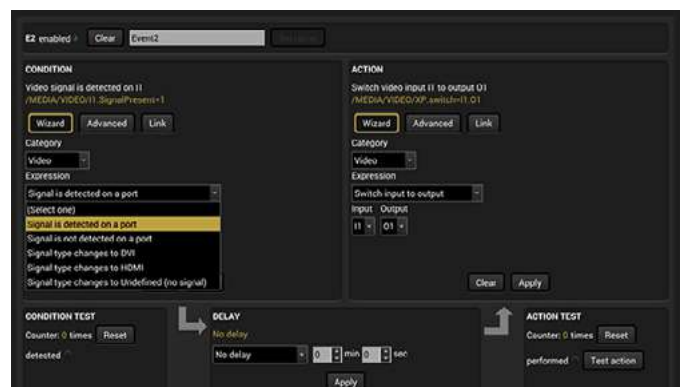 E2 enabled Clear Event2
CONDITION
Video signal is detected on I1
/MEDIA/VIDEO/I1.SignalPresent=1
Wizard Advanced Link
Category
Video
Expression
Signal is detected on a port
(Select one)
Signal is detected on a port
Signal is not detected on a port
Signal type changes to DVI
Signal type changes to HDMI
Signal type changes to Undefined (no signal)
ACTION
Switch video input I1 to output O1
/MEDIA/VIDEO/XP.switch=I1:O1
Wizard Advanced Link
Category
Video
Expression
Switch input to output
Input Output
I1 O1
Clear Apply
CONDITION TEST
Counter: 0 times Reset
detected
DELAY
No delay
No delay 0 min 0 sec
Apply
ACTION TEST
Counter: 0 times Reset
performed Test action